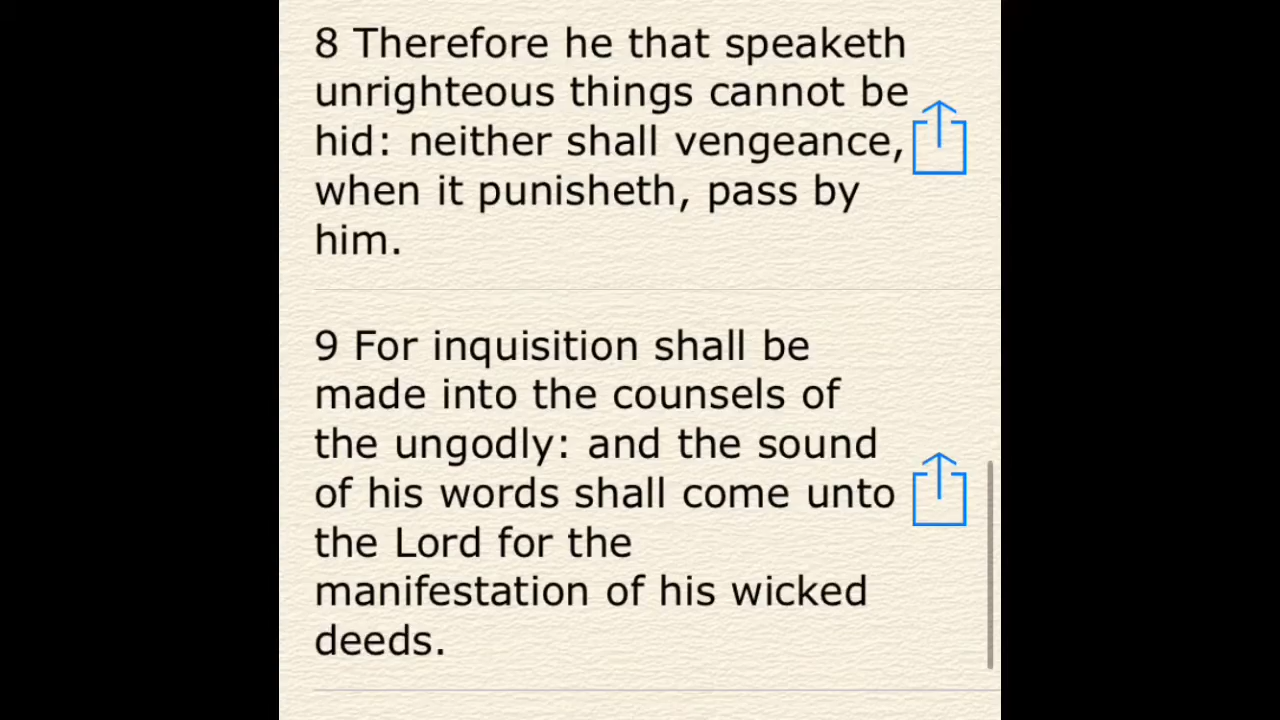 8 Therefore he that speaketh
unrighteous things cannot be
hid: neither shall vengeance,
when it punisheth, pass by
him.
9 For inquisition shall be
made into the counsels of
the ungodly: and the sound
of his words shall come unto
the Lord for the
manifestation of his wicked
deeds.